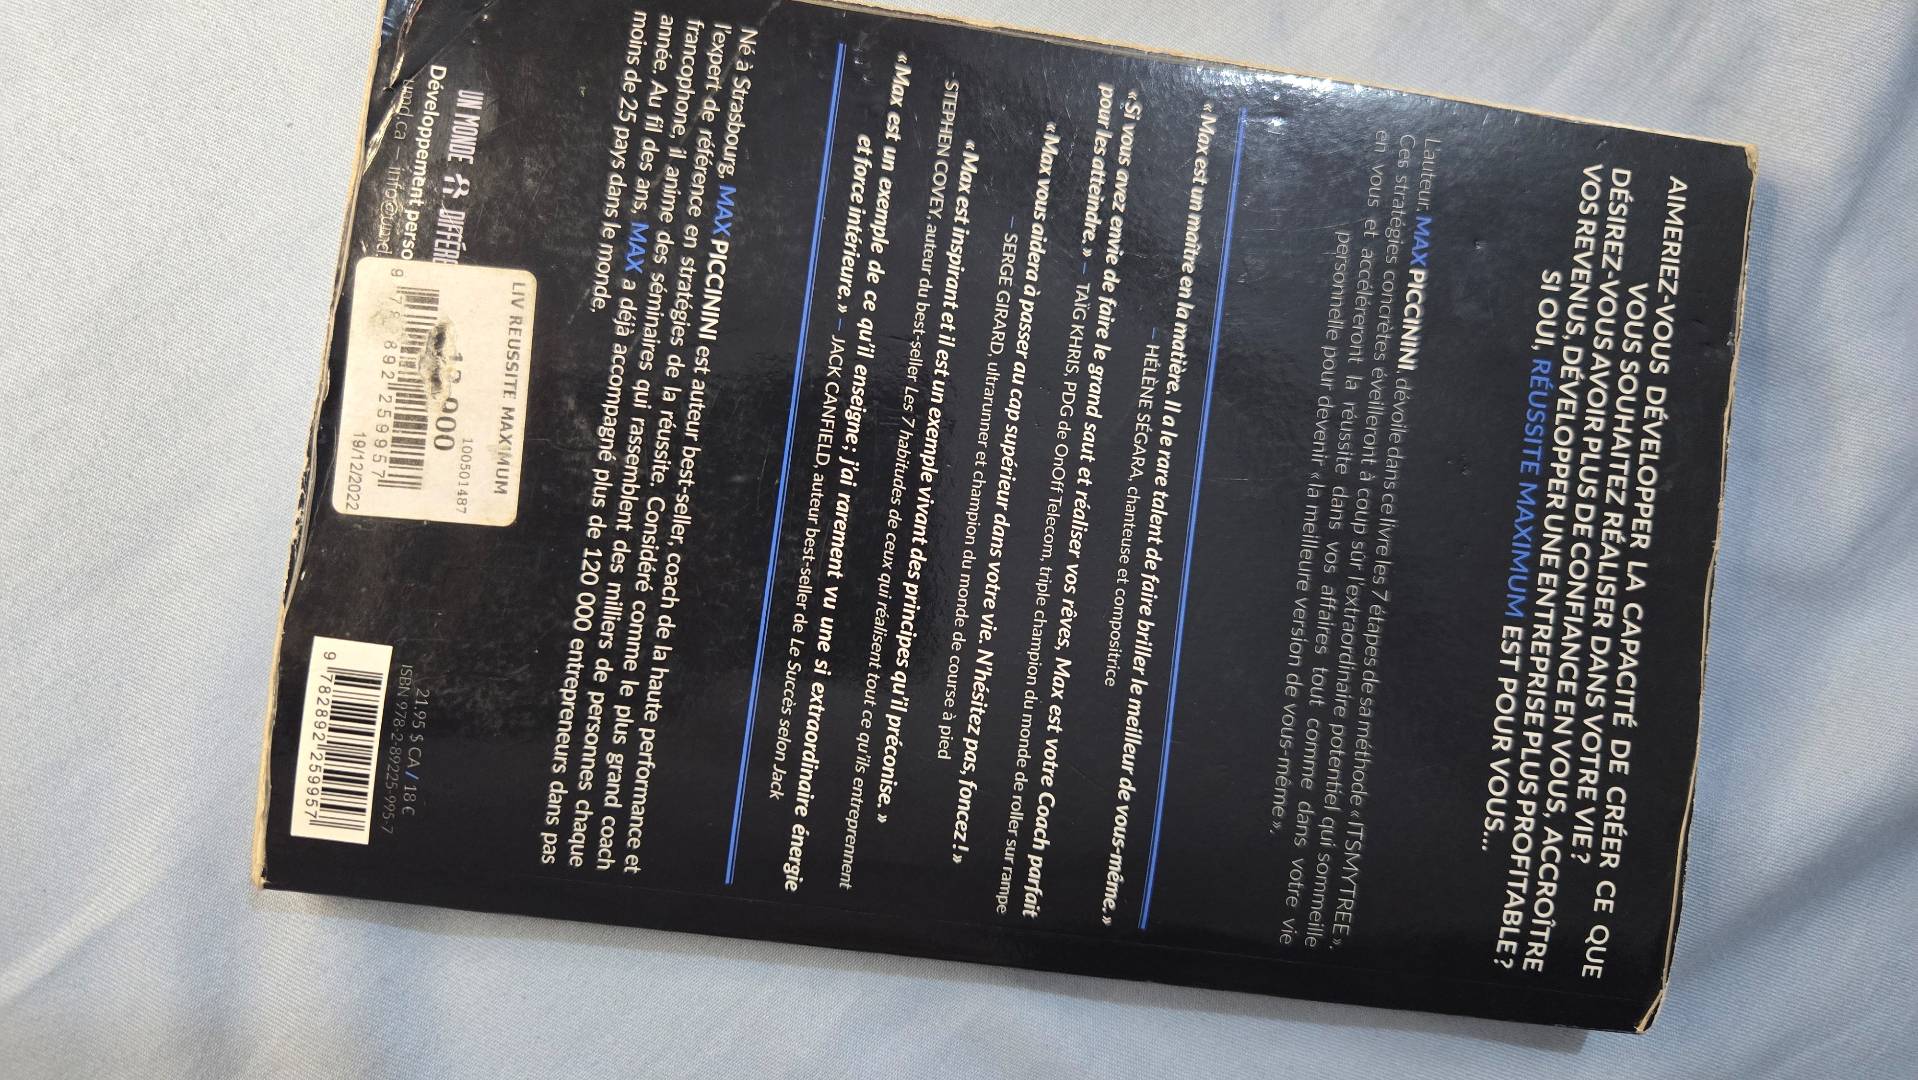 AIMERIEZ-VOUS DÉVELOPPER LA CAPACITÉ DE CRÉER CE QUE
VOUS SOUHAITEZ RÉALISER DANS VOTRE VIE?
DÉSIREZ-VOUS AVOIR PLUS DE CONFIANCE EN VOUS, ACCROÎTRE
VOS REVENUS, DÉVELOPPER UNE ENTREPRISE PLUS PROFITABLE?
SI OUI, RÉUSSITE MAXIMUM EST POUR VOUS...
L'auteur, MAX PICCININI, dévoile dans ce livre les 7 étapes de sa méthode « ITSMYTREE ».
Ces stratégies concrètes éveilleront à coup sûr l'extraordinaire potentiel qui sommeille
en vous et accéléreront la réussite dans vos affaires tout comme dans votre vie
personnelle pour devenir « la meilleure version de vous-même ».
« Max est un maître en la matière. Il a le rare talent de faire briller le meilleur de vous-même. »
– HÉLÈNE SÉGARA, chanteuse et compositrice
« Si vous avez envie de faire le grand saut et réaliser vos rêves, Max est votre Coach parfait
pour les atteindre. » – TAÏG KHRIS, PDG de OnOff Telecom, triple champion du monde de roller sur rampe
« Max vous aidera à passer au cap supérieur dans votre vie. N'hésitez pas, foncez ! »
– SERGE GIRARD, ultrarunner et champion du monde de course à pied
« Max est inspirant et il est un exemple vivant des principes qu'il préconise. »
STEPHEN COVEY, auteur du best-seller Les 7 habitudes de ceux qui réalisent tout ce qu'ils entreprennent
« Max est un exemple de ce qu'il enseigne ; j'ai rarement vu une si extraordinaire énergie
et force intérieure. » – JACK CANFIELD, auteur best-seller de Le Succès selon Jack
Né à Strasbourg, MAX PICCININI est auteur best-seller, coach de la haute performance et
l'expert de référence en stratégies de la réussite. Considéré comme le plus grand coach
francophone, il anime des séminaires qui rassemblent des milliers de personnes chaque
année. Au fil des ans, MAX a déjà accompagné plus de 120 000 entrepreneurs dans pas
moins de 25 pays dans le monde.
UN MONDE DIFFÉRE
Développement perso
umd.ca – info@umd.
LIV REUSSITE MAXIMUM
100501487
000
9 782892 259957
19/12/2022
21,95 $ CA / 18 €
ISBN 978-2-89225-995-7
9 782892 259957